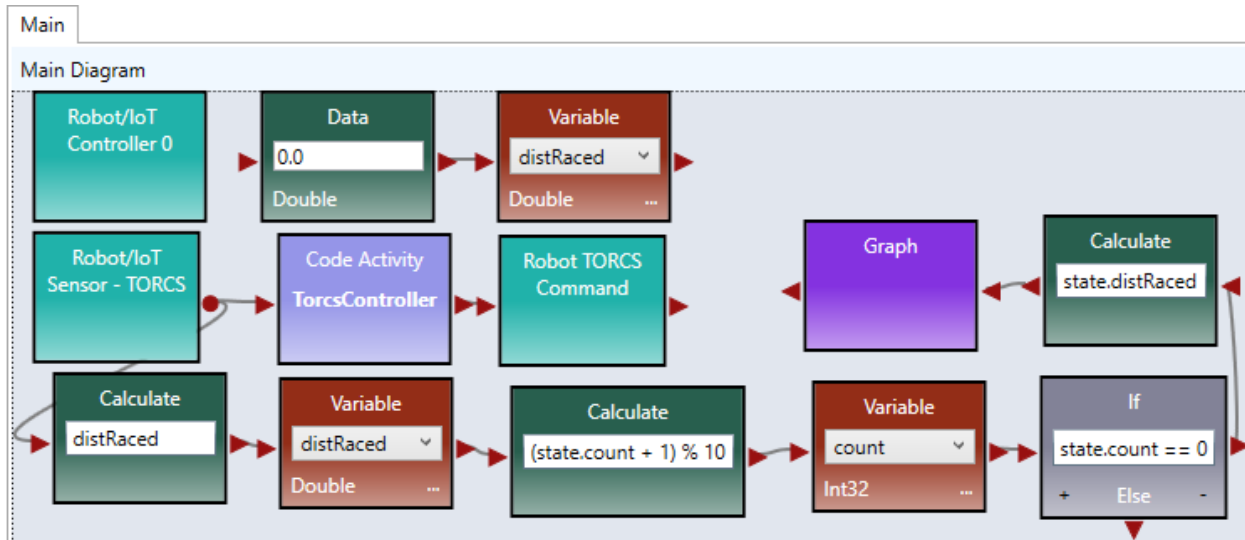 Main
Main Diagram
Robot/IoT
Controller 0
Data
0.0
Double
Variable
distRaced
Double
...
Robot/IoT
Sensor - TORCS
Code Activity
TorcsController
Robot TORCS
Command
Graph
Calculate
state.distRaced
Calculate
distRaced
Variable
distRaced
Double
...
Calculate
(state.count + 1) % 10
Variable
count
Int32
...
If
state.count == 0
+ Else -